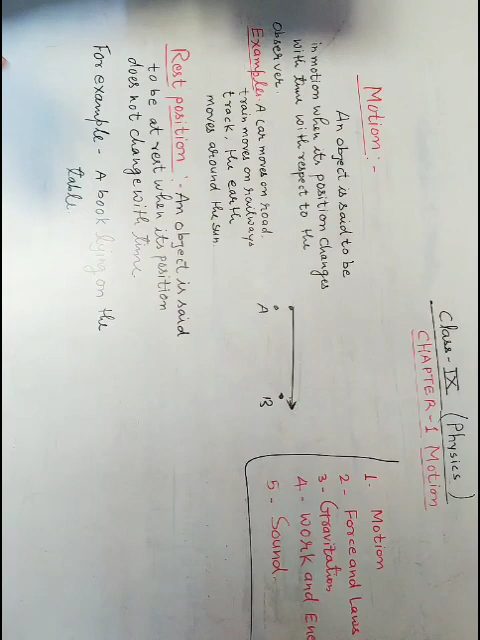 Class-IX (Physics)
CHAPTER-1 Motion
1. Motion
2- Force and Laws
3- Gravitation
4.- Work and Ene
5- Sound.
Motion:-
An object is said to be
in motion when its position changes
with time with respect to the
observer.
Example:- A car moves on road.
train moves on railways
track, the earth
moves around the sun.
A B
Rest position:- An object is said
to be at rest when its position
does not change with time
For example- A book lying on the
table